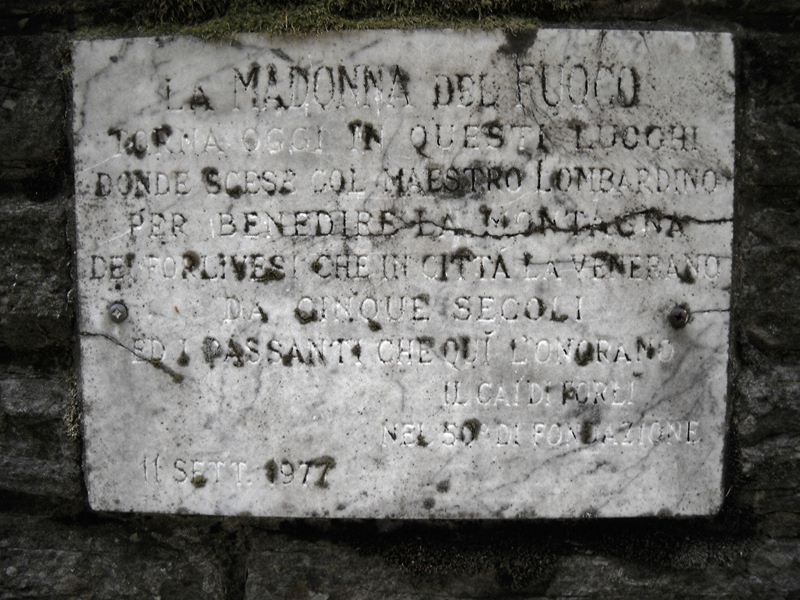 LA MADONNA DEL FUOCO
TORNA OGGI IN QUESTI LUOGHI
DONDE SCESE COL MAESTRO LOMBARDINO
PER BENEDIRE LA MONTAGNA
DEI FORLIVESI CHE IN CITTÀ LA VENERANO
DA CINQUE SECOLI
ED I PASSANTI CHE QUÌ L'ONORANO
IL CAI DI FORLÌ
NEL 50° DI FONDAZIONE
11 SETT. 1977